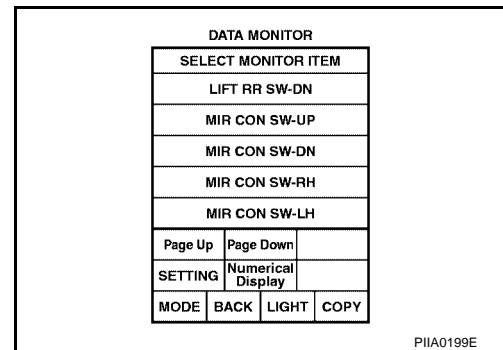 DATA MONITOR
SELECT MONITOR ITEM
LIFT RR SW-DN
MIR CON SW-UP
MIR CON SW-DN
MIR CON SW-RH
MIR CON SW-LH
Page Up Page Down
SETTING Numerical Display
MODE BACK LIGHT COPY
PIIA0199E